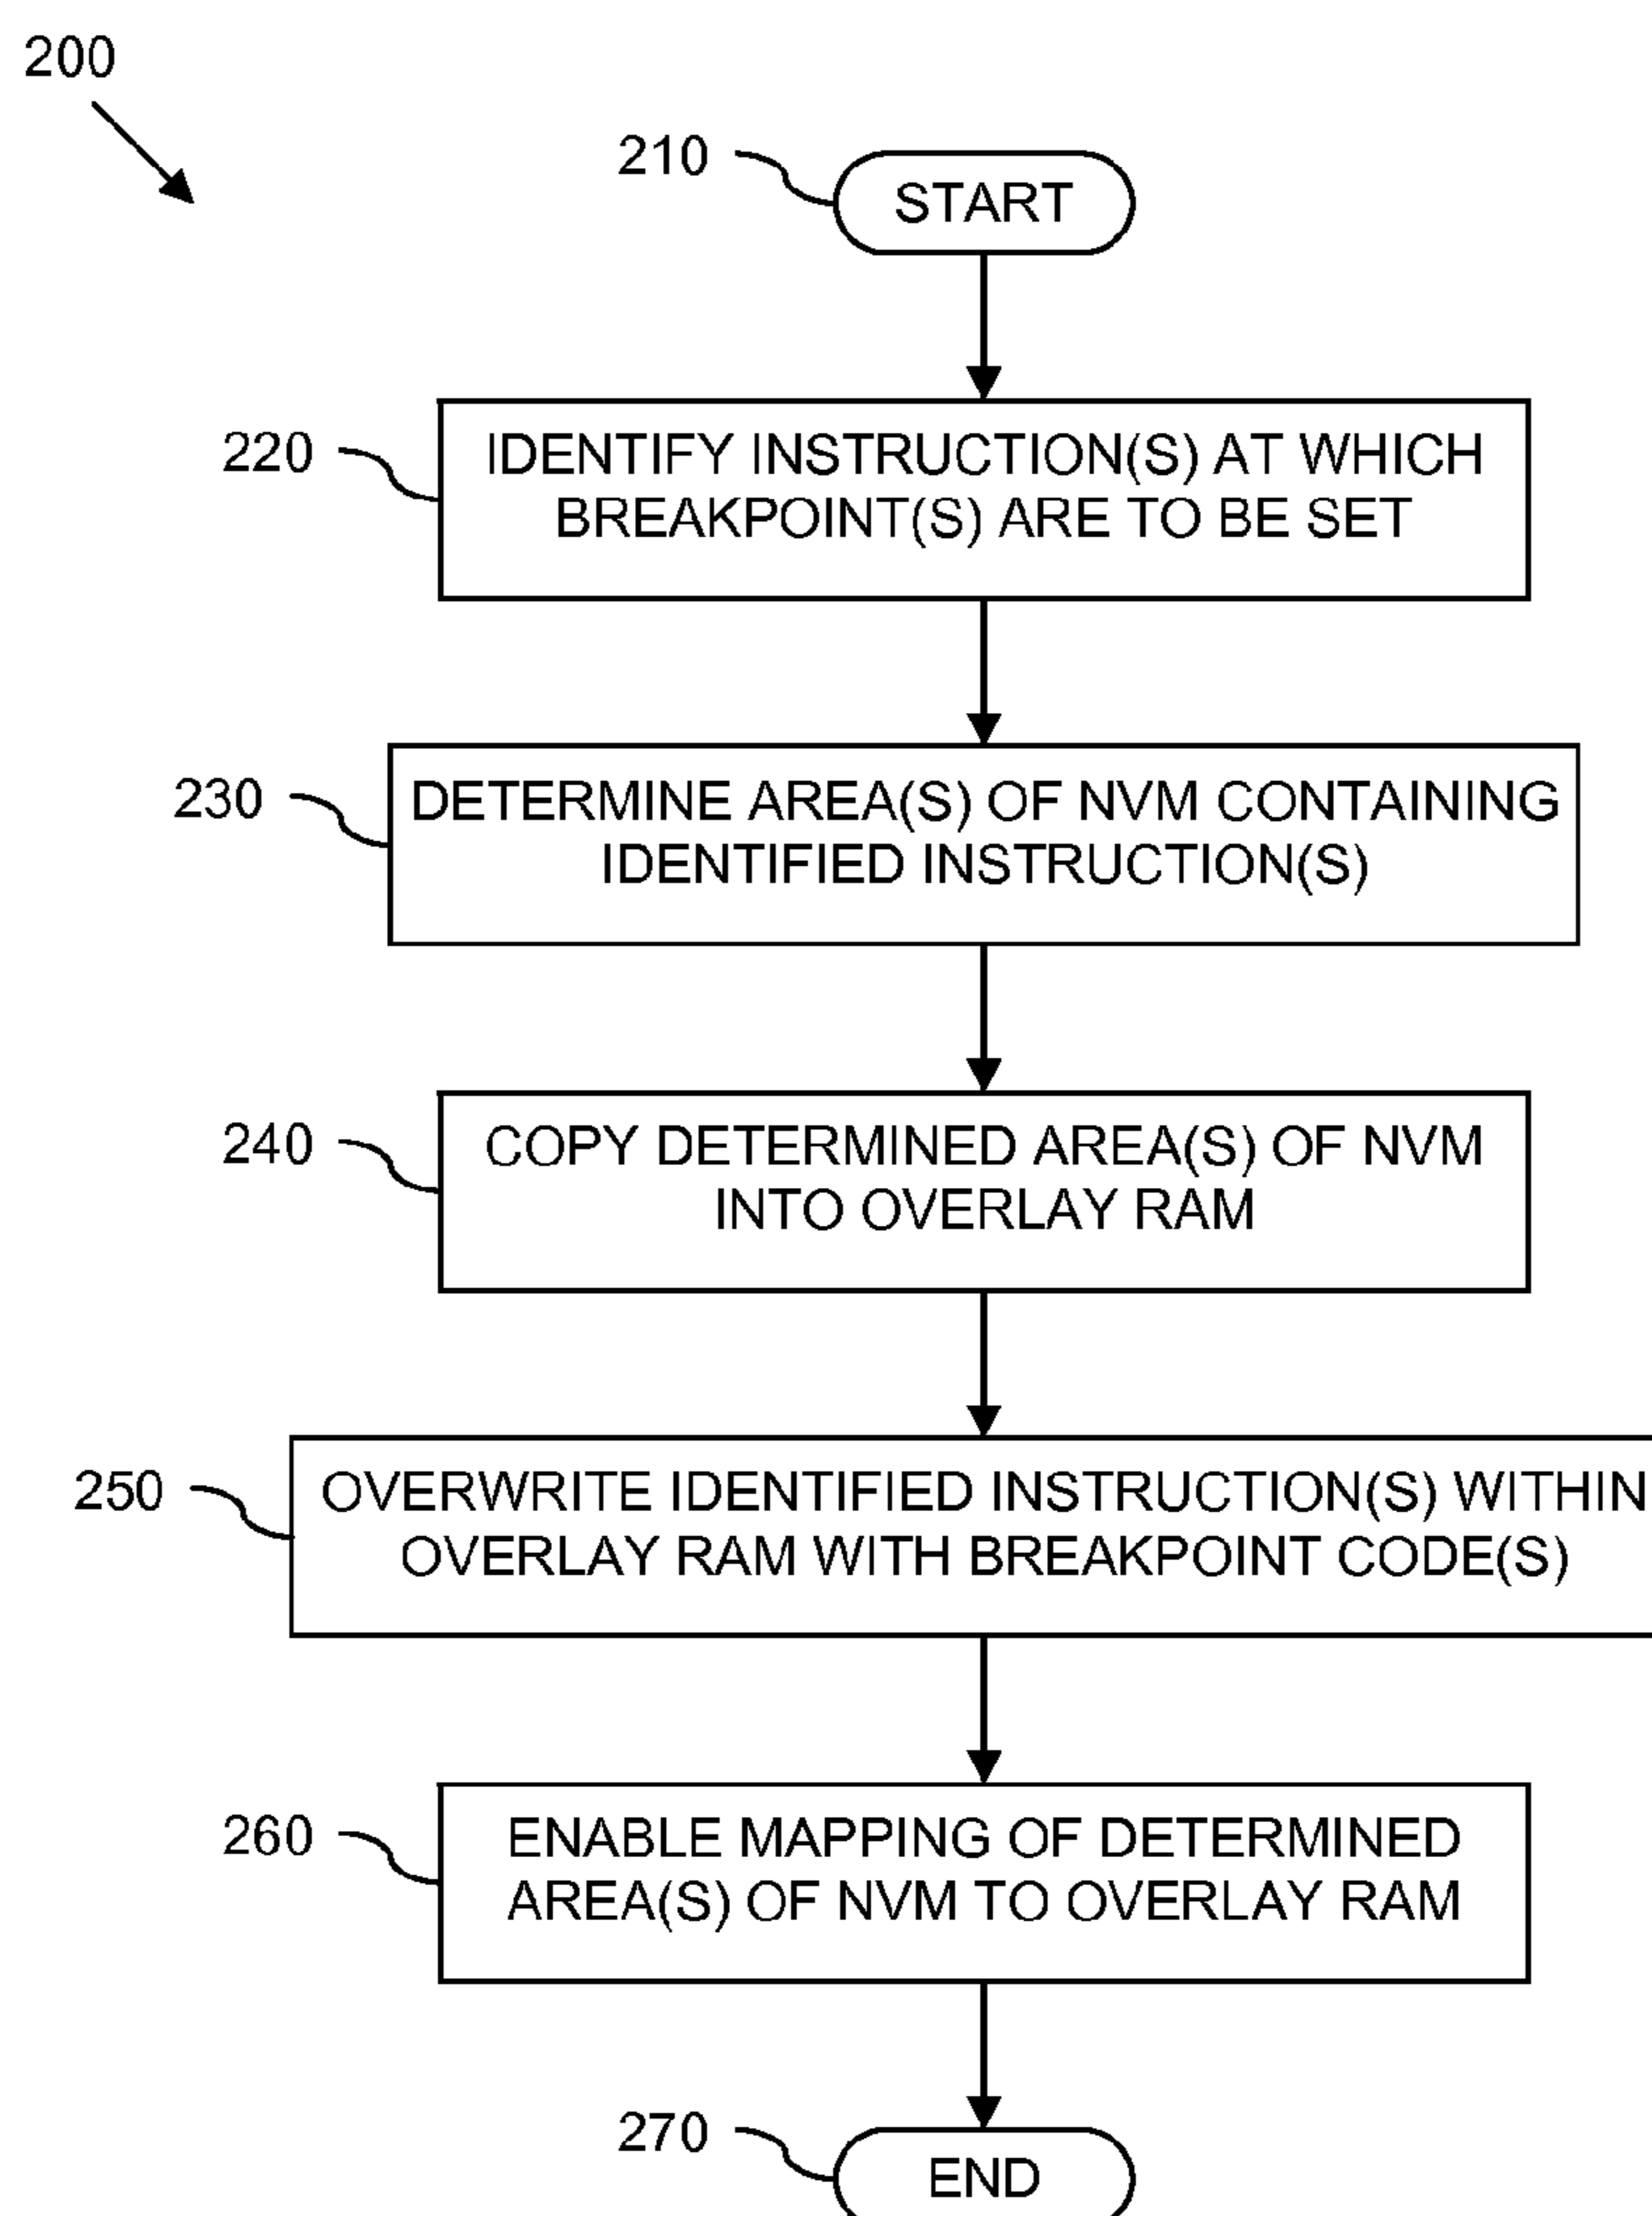 200
210
START
220
IDENTIFY INSTRUCTION(S) AT WHICH
BREAKPOINT(S) ARE TO BE SET
230
DETERMINE AREA(S) OF NVM CONTAINING
IDENTIFIED INSTRUCTION(S)
240
COPY DETERMINED AREA(S) OF NVM
INTO OVERLAY RAM
250
OVERWRITE IDENTIFIED INSTRUCTION(S) WITHIN
OVERLAY RAM WITH BREAKPOINT CODE(S)
260
ENABLE MAPPING OF DETERMINED
AREA(S) OF NVM TO OVERLAY RAM
270
END